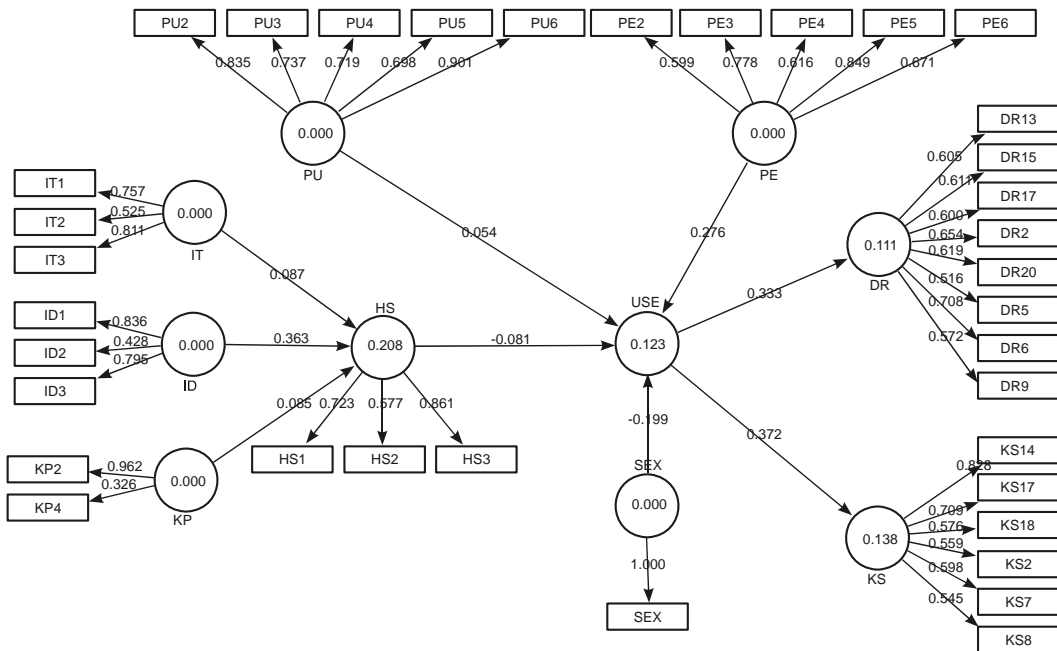 PU2 PU3 PU4 PU5 PU6 PE2 PE3 PE4 PE5 PE6
0.835 0.737 0.719 0.698 0.901 0.599 0.778 0.616 0.849 0.671
0.000 0.000
PU PE
DR13
DR15
DR17
DR2
DR20
DR5
DR6
DR9
0.605
0.611
0.600
0.654
0.619
0.516
0.708
0.572
0.111
DR
IT1
IT2
IT3
0.757
0.525
0.811
0.000
IT
0.054
0.276
0.087
0.333
ID1
ID2
ID3
0.836
0.428
0.795
0.000
ID
0.363
HS
0.208
-0.081
USE
0.123
0.085
0.723 0.577 0.861
HS1 HS2 HS3
-0.199
0.372
KP2
KP4
0.962
0.326
0.000
KP
SEX
0.000
1.000
SEX
KS14
KS17
KS18
KS2
KS7
KS8
0.828
0.709
0.576
0.559
0.598
0.545
0.138
KS